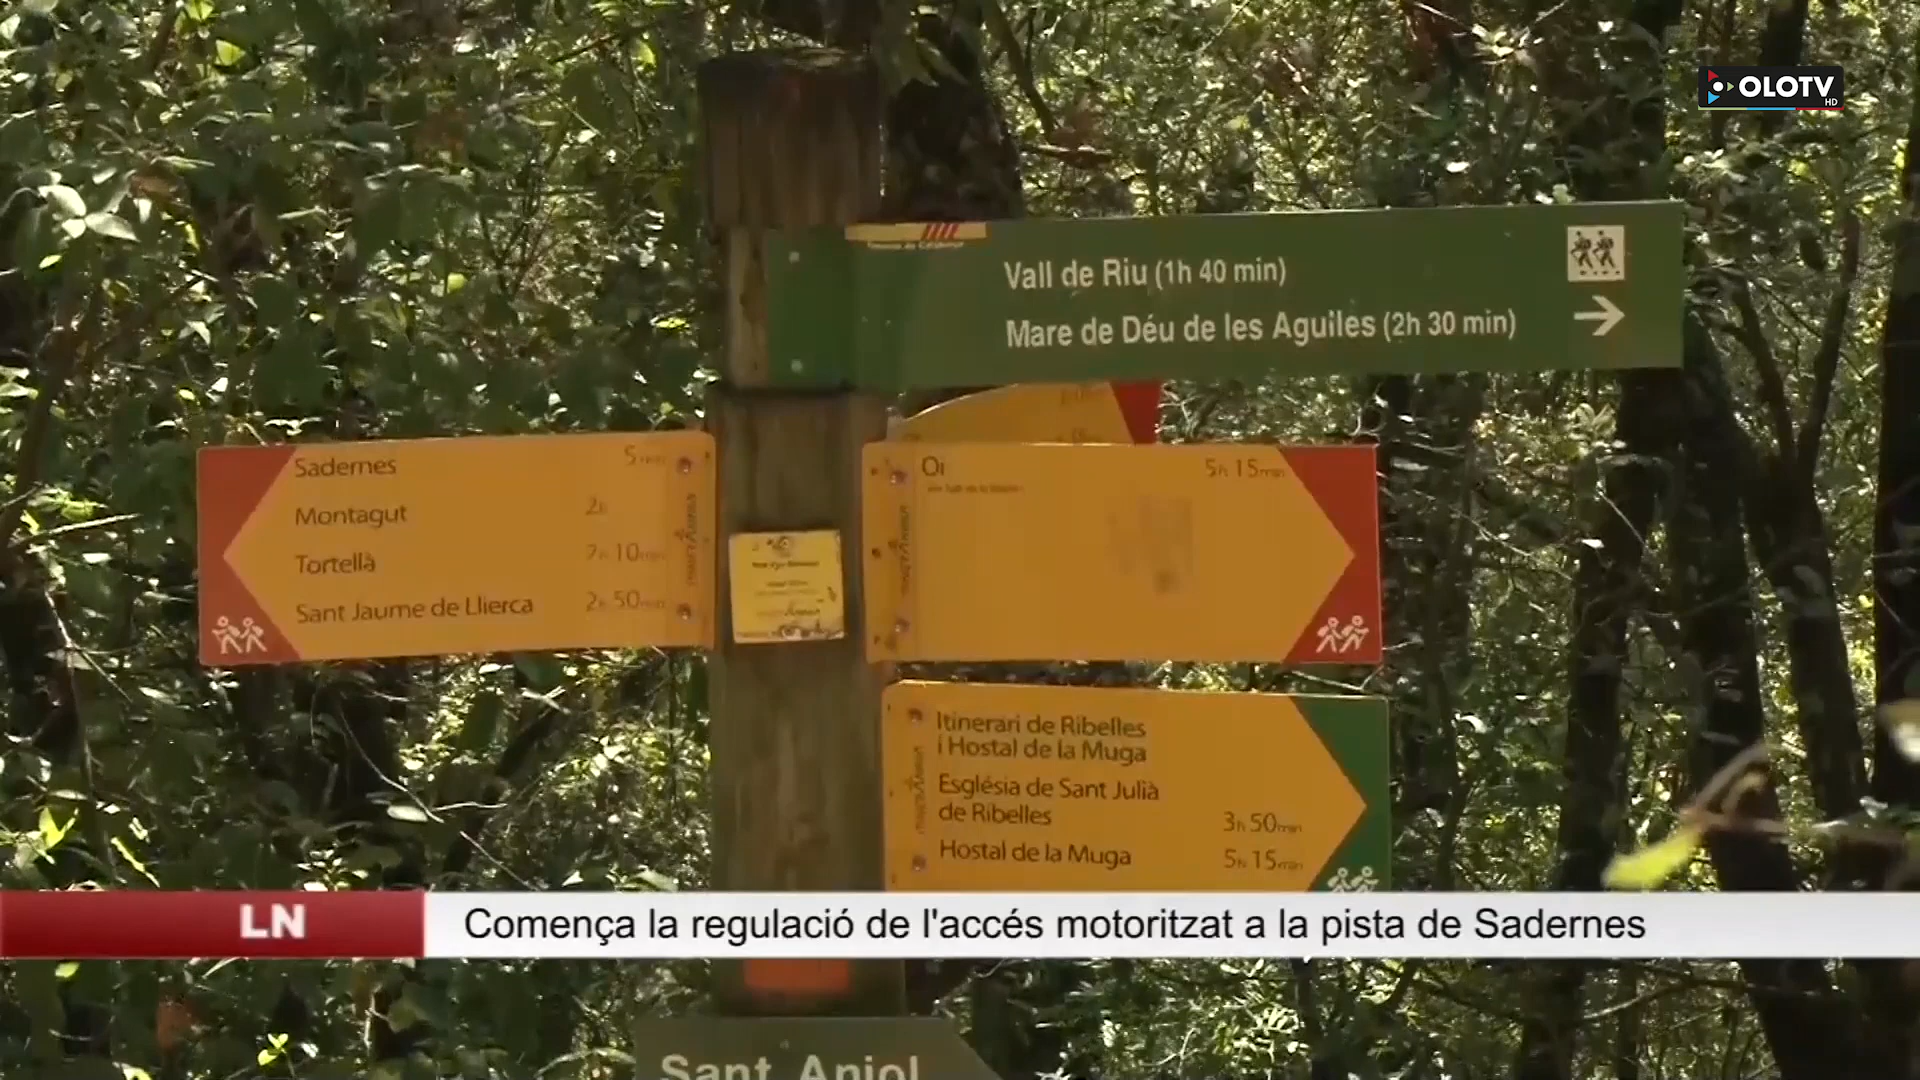 OLOTV
HD
Vall de Riu (1h 40 min)
Mare de Déu de les Aguiles (2h 30 min)
Sadernes 5min
Montagut 2h
Tortellà 2h 10min
Sant Jaume de Llierca 2h 50min
Oi 5h 15min
Itinerari de Ribelles
i Hostal de la Muga
Església de Sant Julià
de Ribelles 3h 50min
Hostal de la Muga 5h 15min
LN
Comença la regulació de l'accés motoritzat a la pista de Sadernes
Sant Aniol